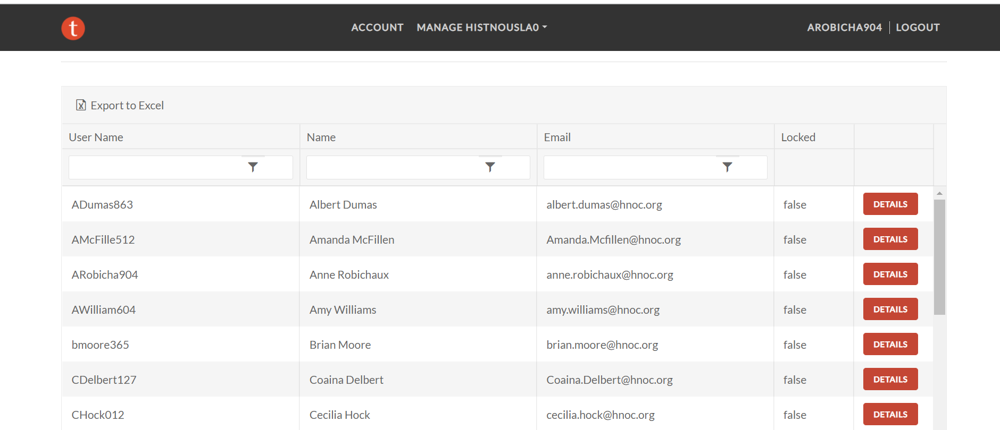 t ACCOUNT MANAGE HISTNOUSLA0 AROBICHA904 LOGOUT
Export to Excel
User Name Name Email Locked
ADumas863 Albert Dumas albert.dumas@hnoc.org false DETAILS
AMcFille512 Amanda McFillen Amanda.Mcfillen@hnoc.org false DETAILS
ARobicha904 Anne Robichaux anne.robichaux@hnoc.org false DETAILS
AWilliam604 Amy Williams amy.williams@hnoc.org false DETAILS
bmoore365 Brian Moore brian.moore@hnoc.org false DETAILS
CDelbert127 Coaina Delbert Coaina.Delbert@hnoc.org false DETAILS
CHock012 Cecilia Hock cecilia.hock@hnoc.org false DETAILS